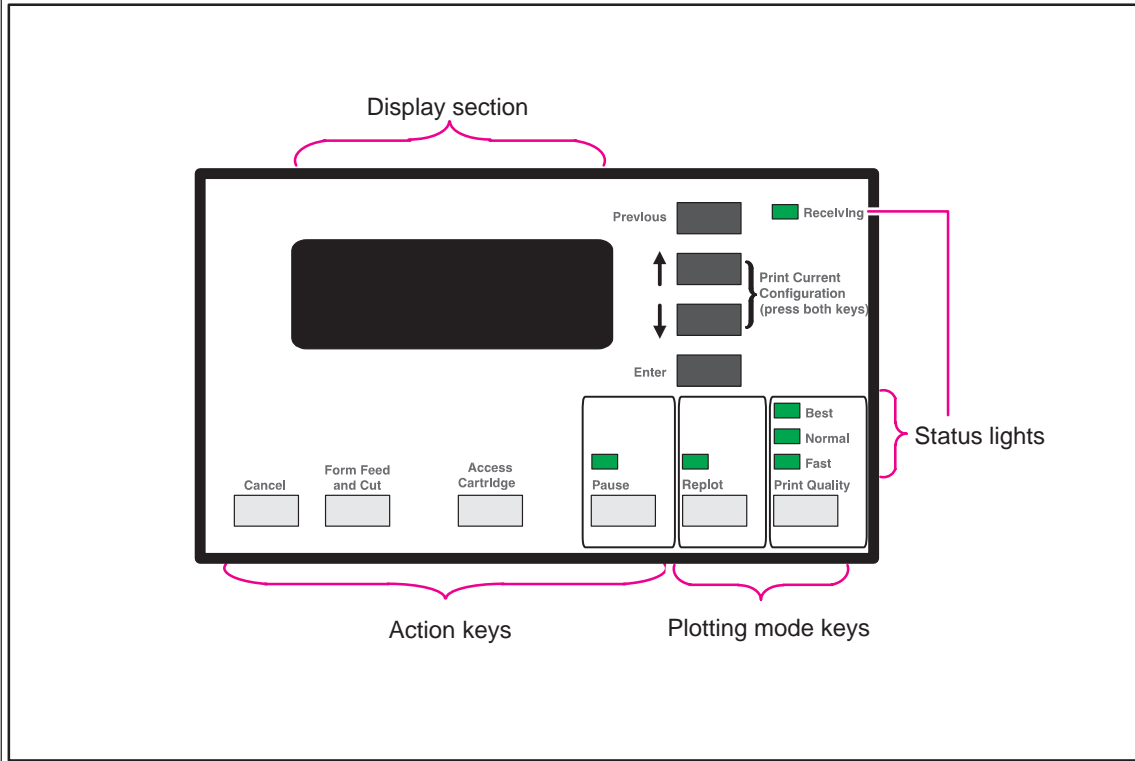 Display section
Previous
Receiving
Print Current
Configuration
(press both keys)
Enter
Best
Normal
Fast
Status lights
Cancel
Form Feed
and Cut
Access
Cartridge
Pause
Replot
Print Quality
Action keys
Plotting mode keys